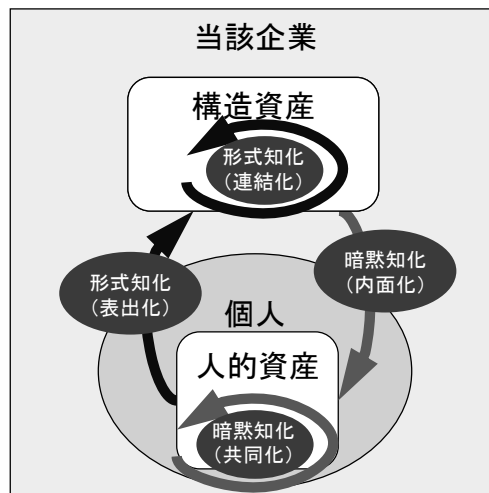 当該企業
構造資産
形式知化
（連結化）
暗黙知化
（内面化）
形式知化
（表出化）
個人
人的資産
暗黙知化
（共同化）